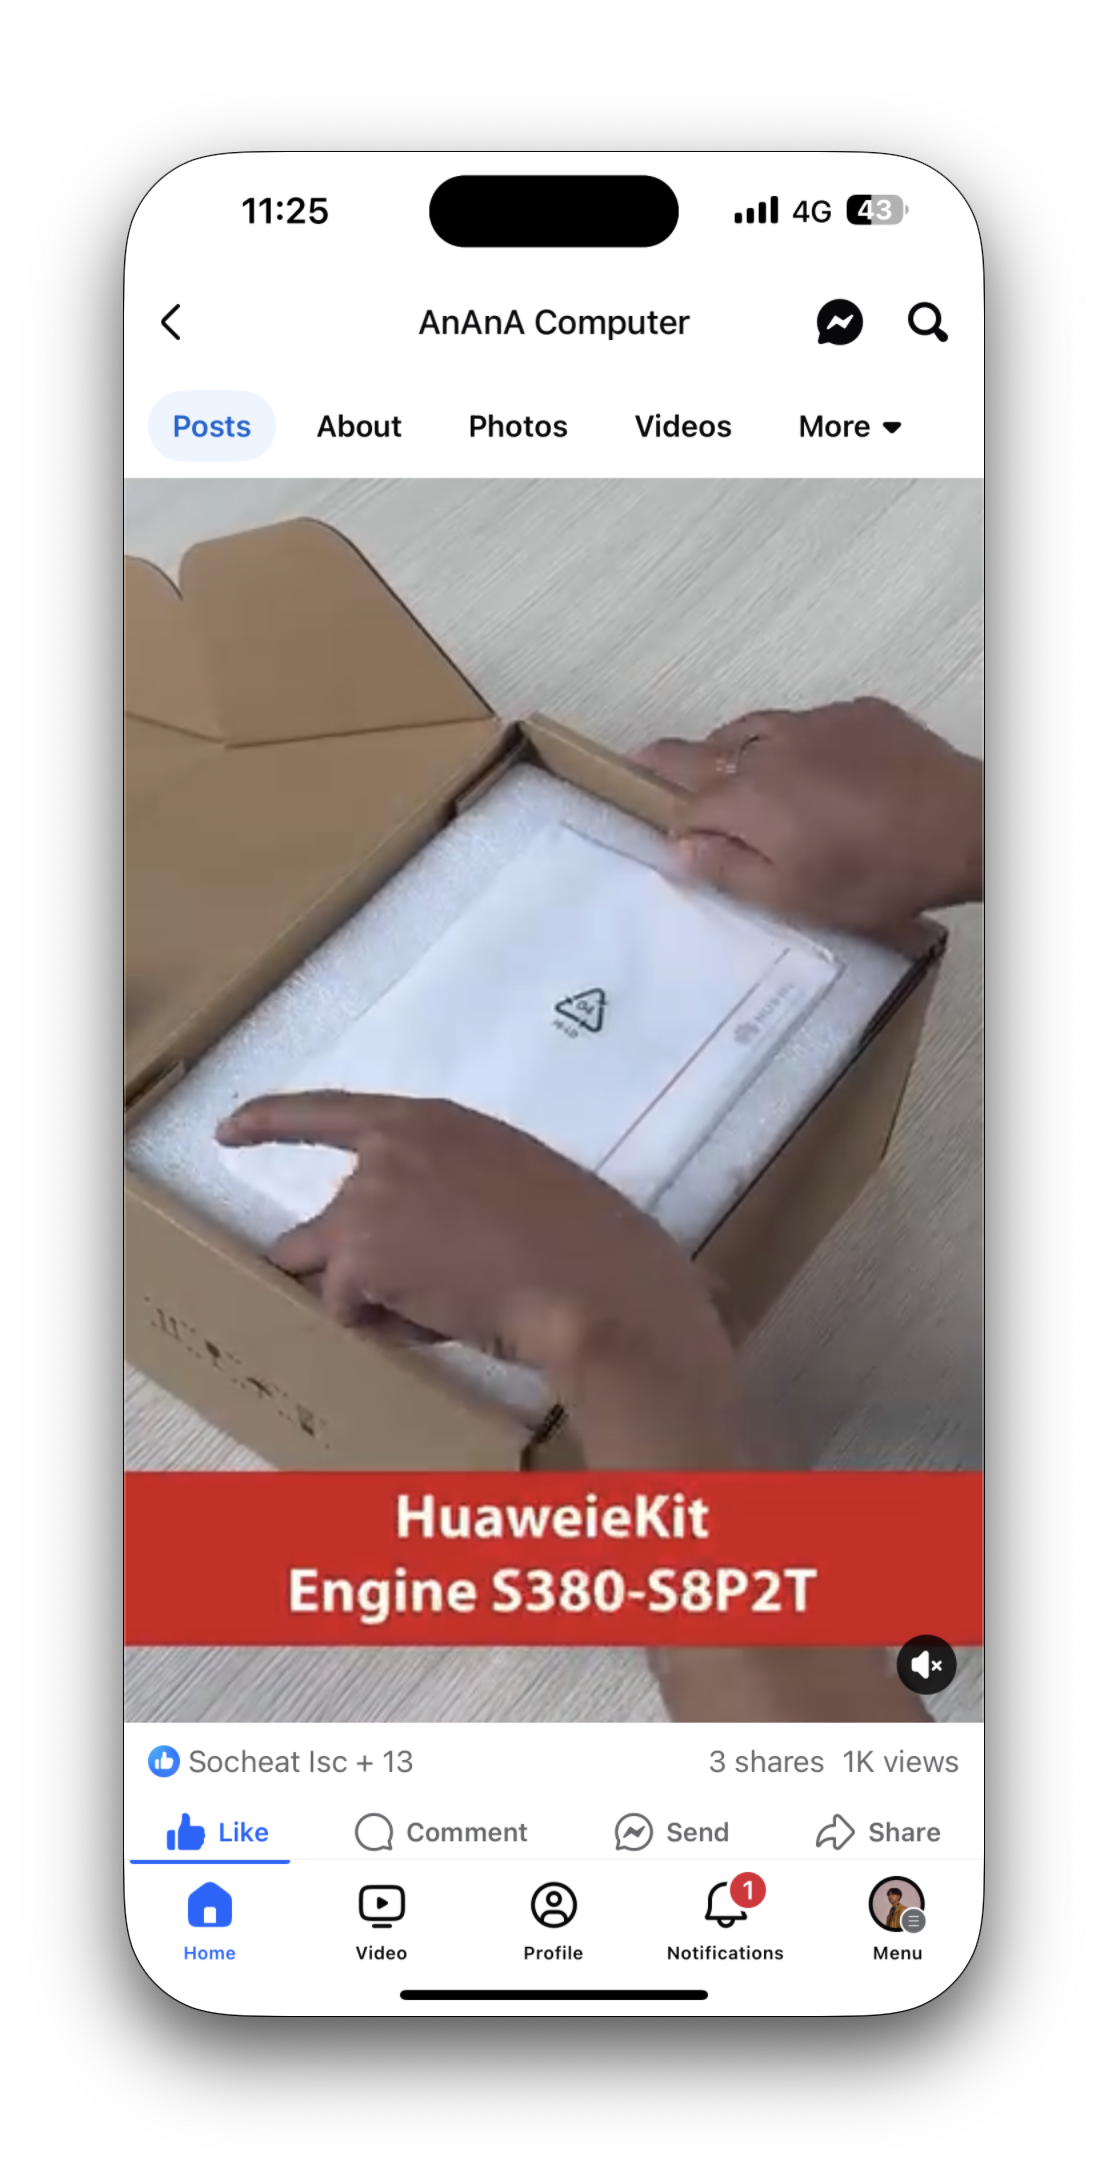 11:25
4G
43
AnAnA Computer
Posts
About
Photos
Videos
More
04
HuaweieKit
Engine S380-S8P2T
Socheat Isc + 13
3 shares
1K views
Like
Comment
Send
Share
1
Home
Video
Profile
Notifications
Menu